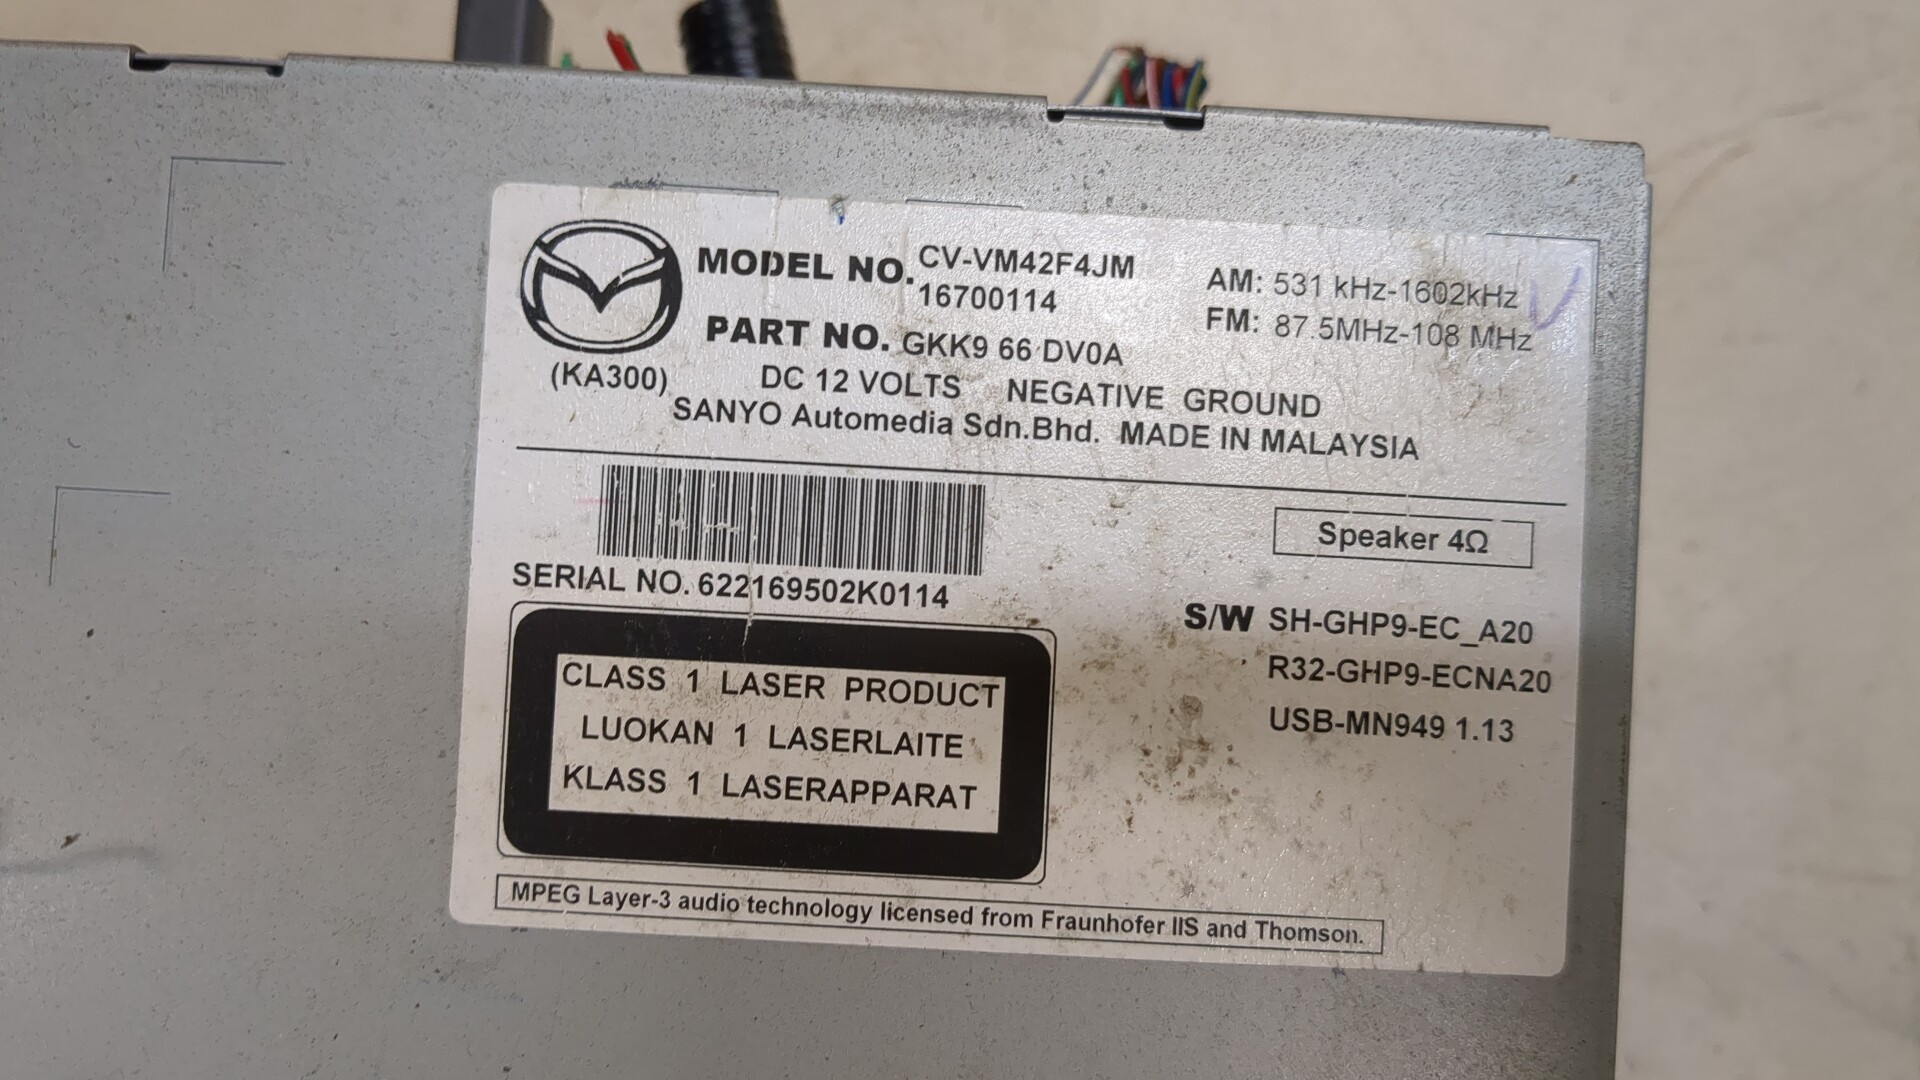 MODEL NO. CV-VM42F4JM
16700114
AM: 531 kHz-1602kHz
FM: 87.5MHz-108 MHz
PART NO. GKK9 66 DV0A
(KA300)
DC 12 VOLTS NEGATIVE GROUND
SANYO Automedia Sdn.Bhd. MADE IN MALAYSIA
Speaker 4Ω
SERIAL NO. 622169502K0114
S/W SH-GHP9-EC_A20
R32-GHP9-ECNA20
USB-MN949 1.13
CLASS 1 LASER PRODUCT
LUOKAN 1 LASERLAITE
KLASS 1 LASERAPPARAT
MPEG Layer-3 audio technology licensed from Fraunhofer IIS and Thomson.